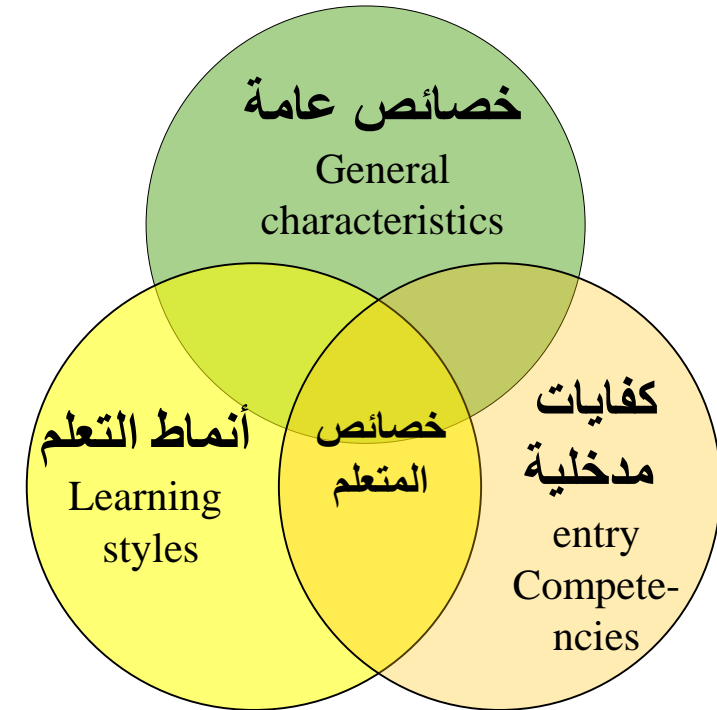 خصائص عامة
General
characteristics
أنماط التعلم
Learning
styles
خصائص
المتعلم
كفايات
مدخلية
entry
Compete-
ncies